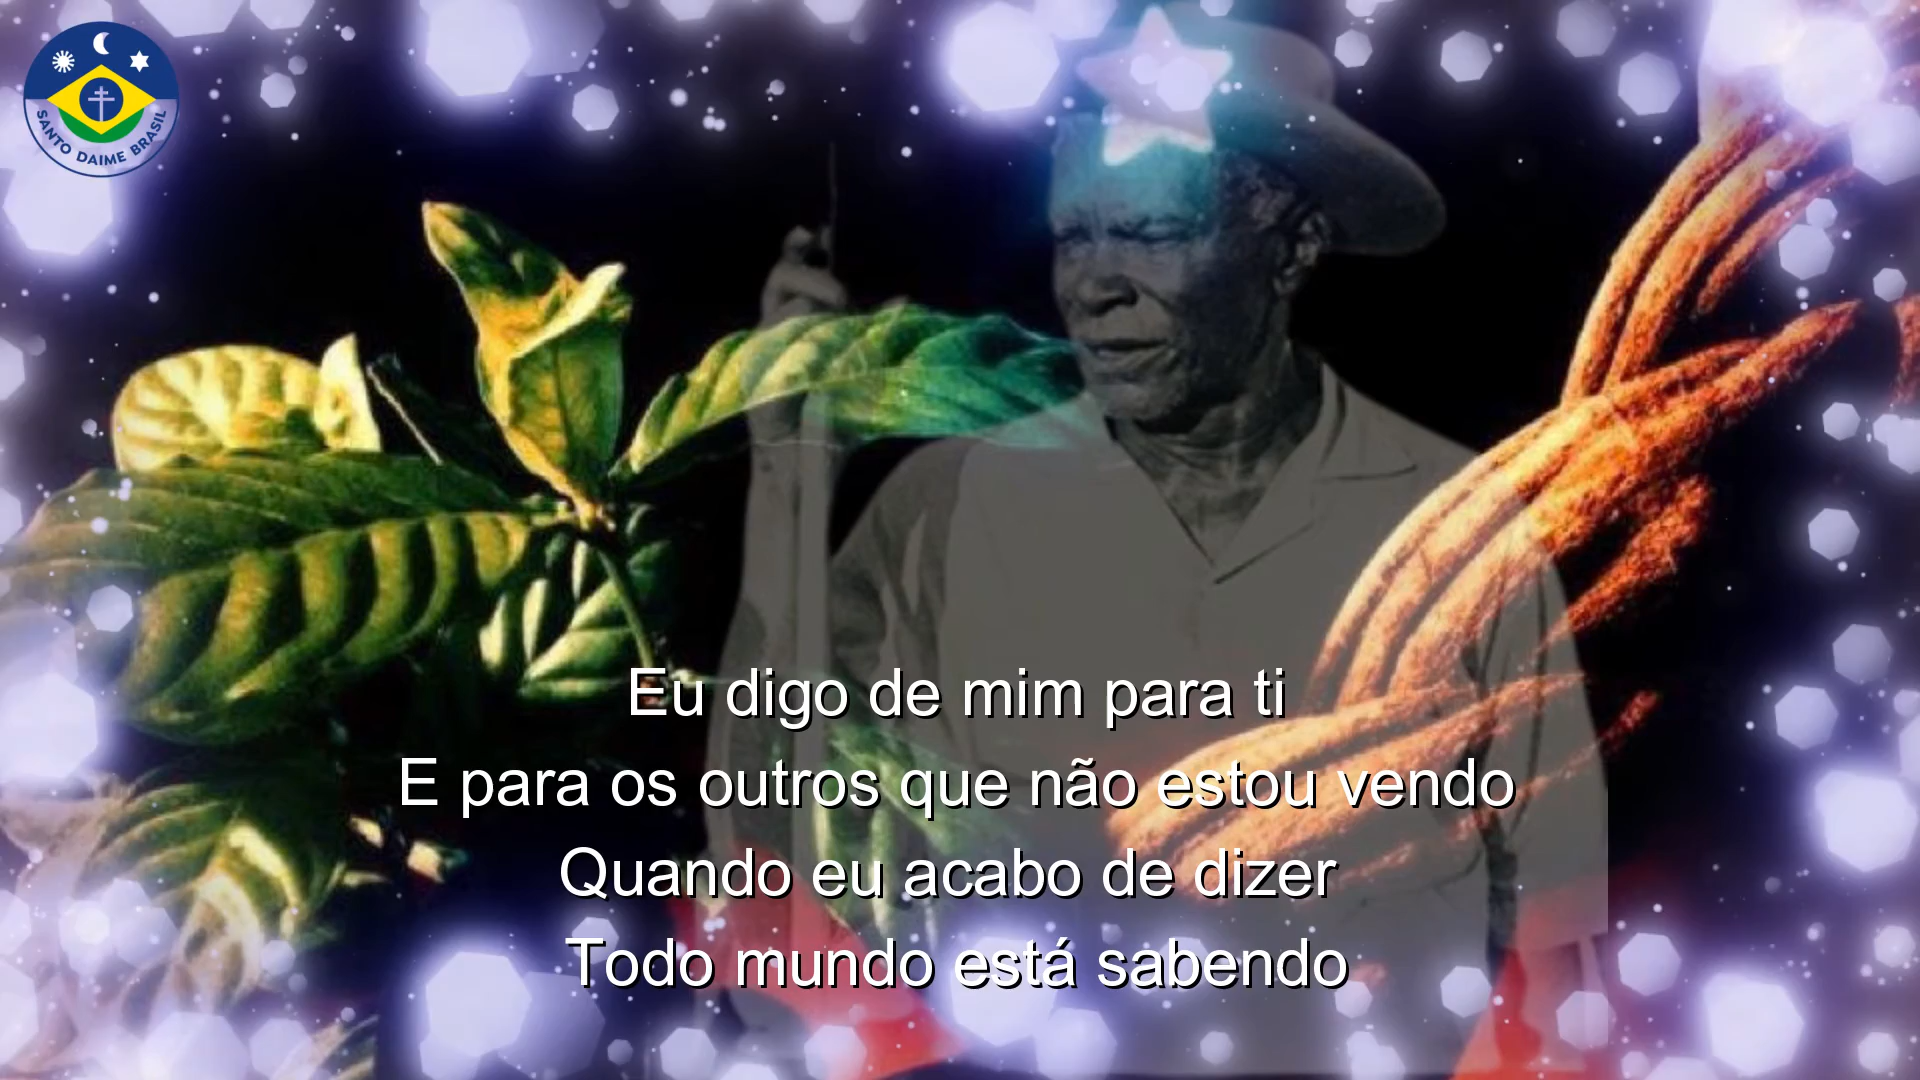 SANTO DAIME BRASIL
Eu digo de mim para ti
E para os outros que não estou vendo
Quando eu acabo de dizer
Todo mundo está sabendo